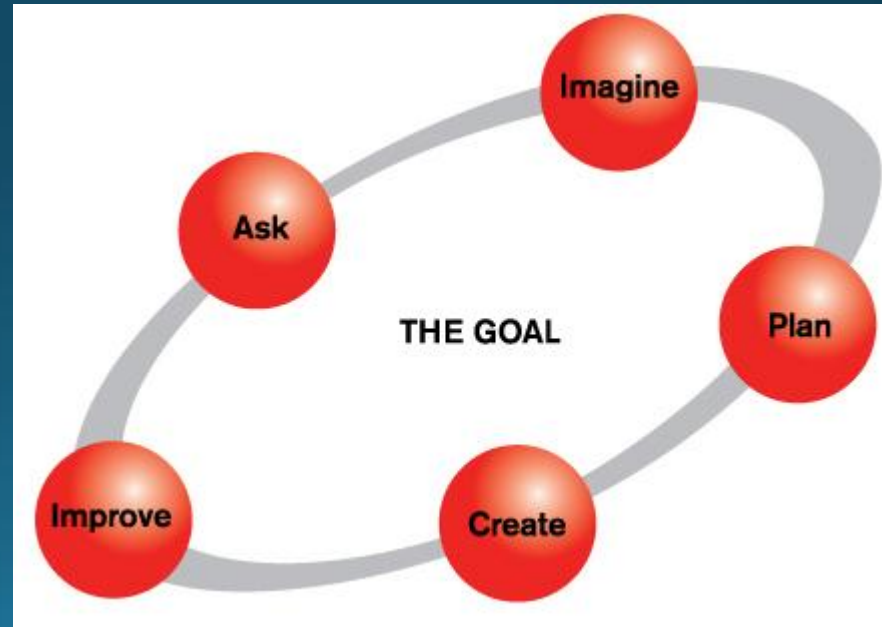 Imagine
Ask
THE GOAL
Plan
Improve
Create